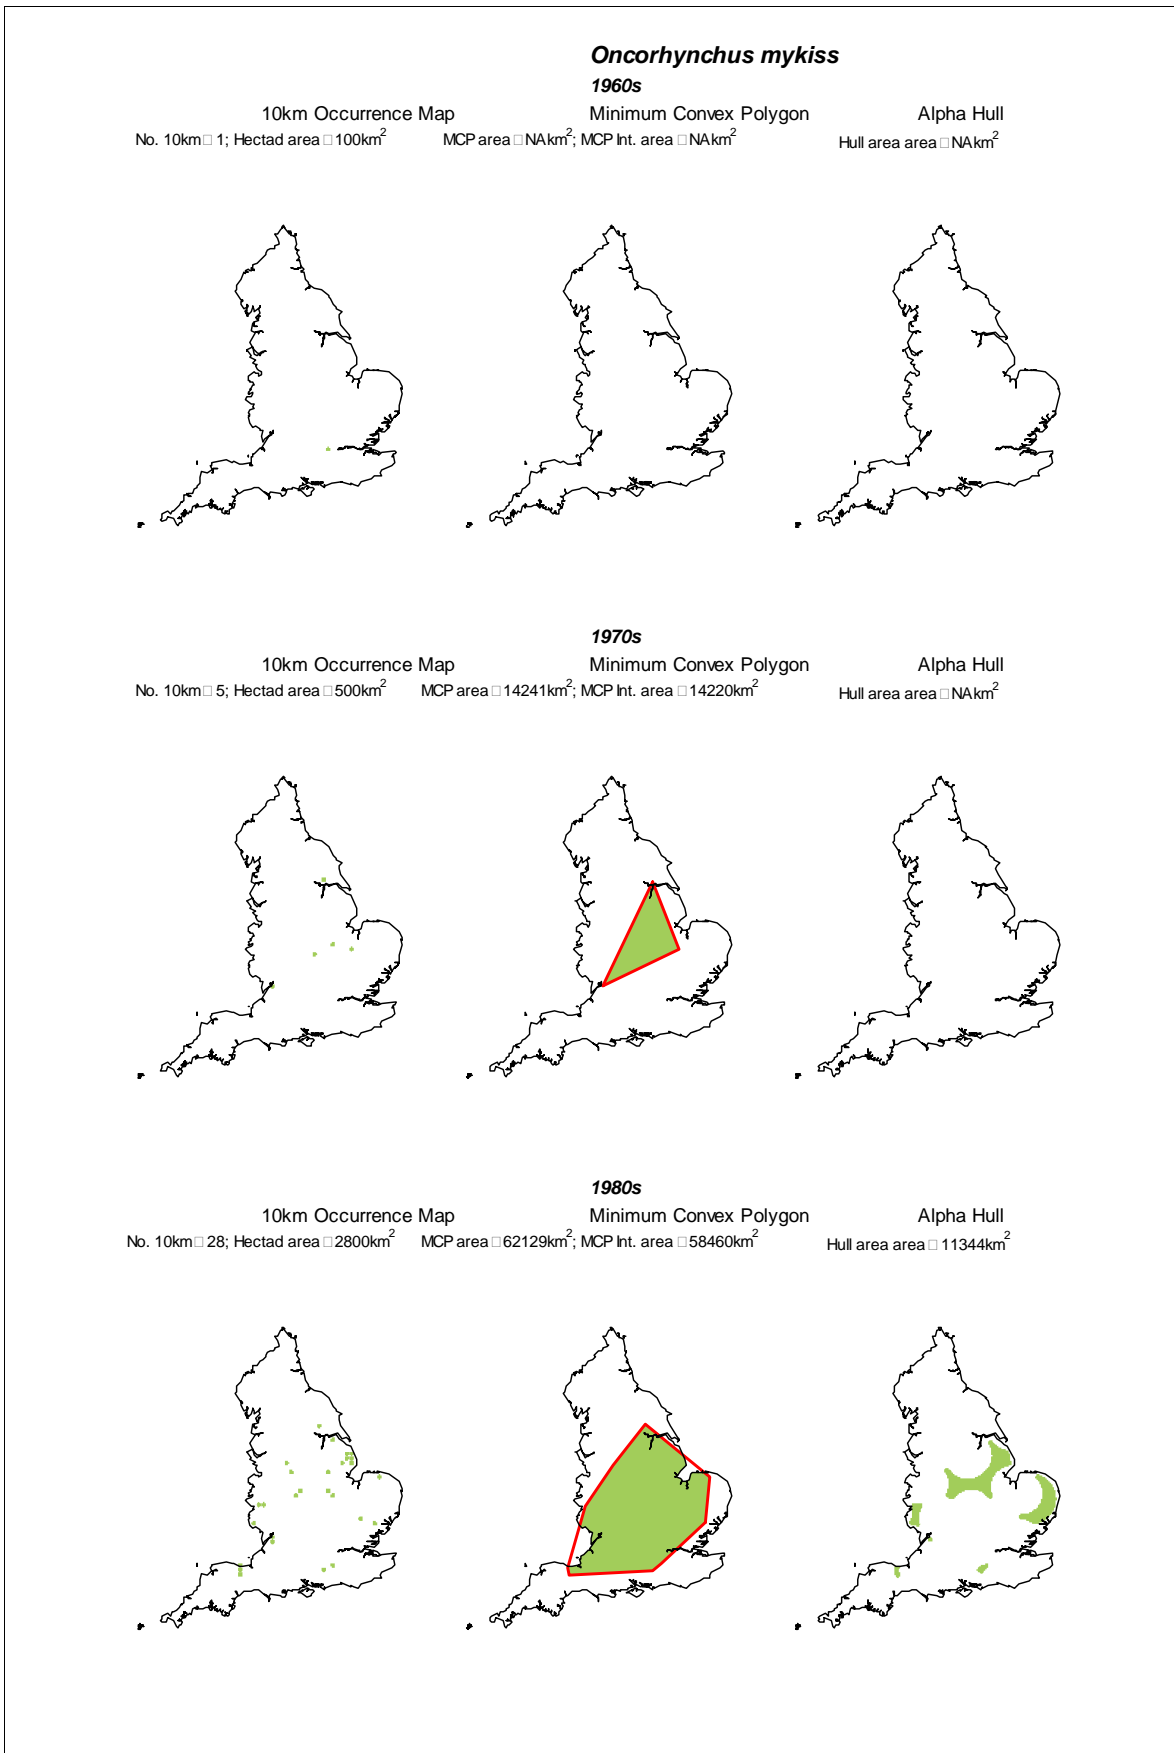 Oncorhynchus mykiss
1960s
10km Occurrence Map Minimum Convex Polygon Alpha Hull
No. 10km□1; Hectad area□100km² MCP area□NAkm²; MCP Int. area□NAkm² Hull area area□NAkm²
1970s
10km Occurrence Map Minimum Convex Polygon Alpha Hull
No. 10km□5; Hectad area□500km² MCP area□14241km²; MCP Int. area□14220km² Hull area area□NAkm²
1980s
10km Occurrence Map Minimum Convex Polygon Alpha Hull
No. 10km□28; Hectad area□2800km² MCP area□62129km²; MCP Int. area□58460km² Hull area area□11344km²